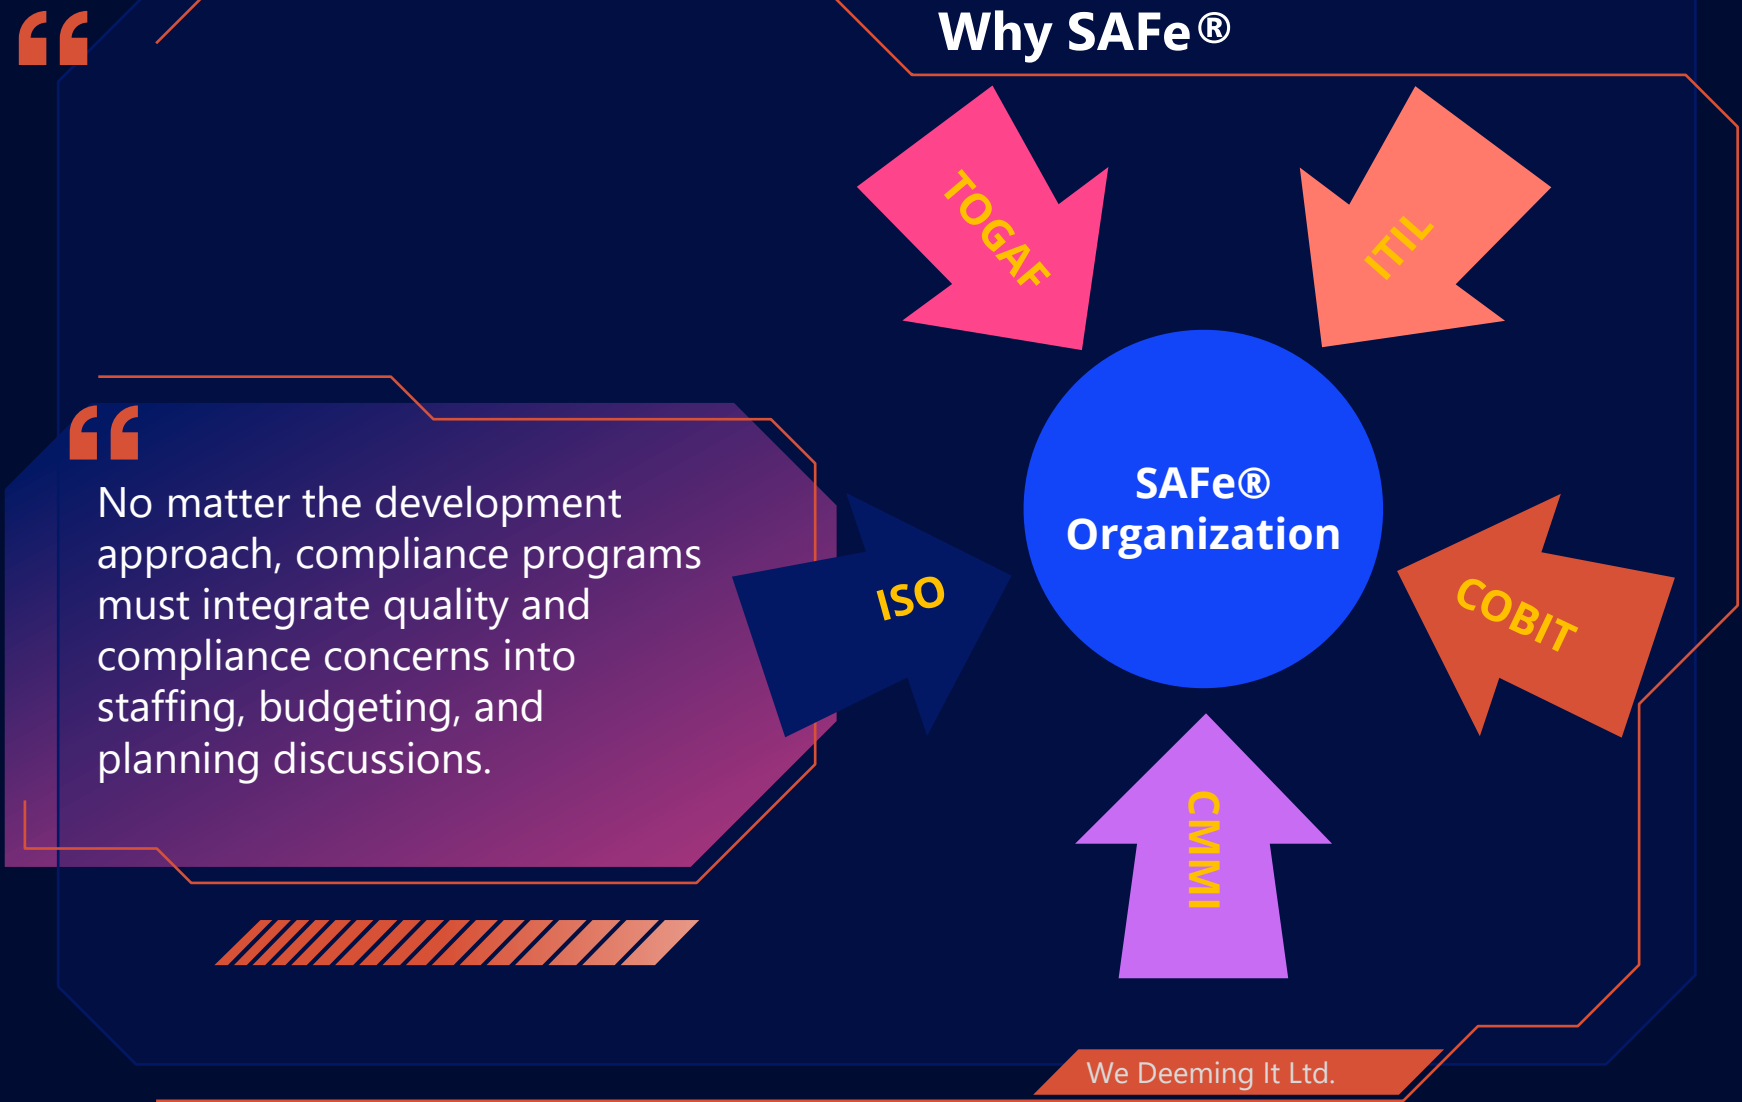 Why SAFe®
TOGAF
ITIL
SAFe®
Organization
“
No matter the development
approach, compliance programs
must integrate quality and
compliance concerns into
staffing, budgeting, and
planning discussions.
ISO
COBIT
CMMI
We Deeming It Ltd.